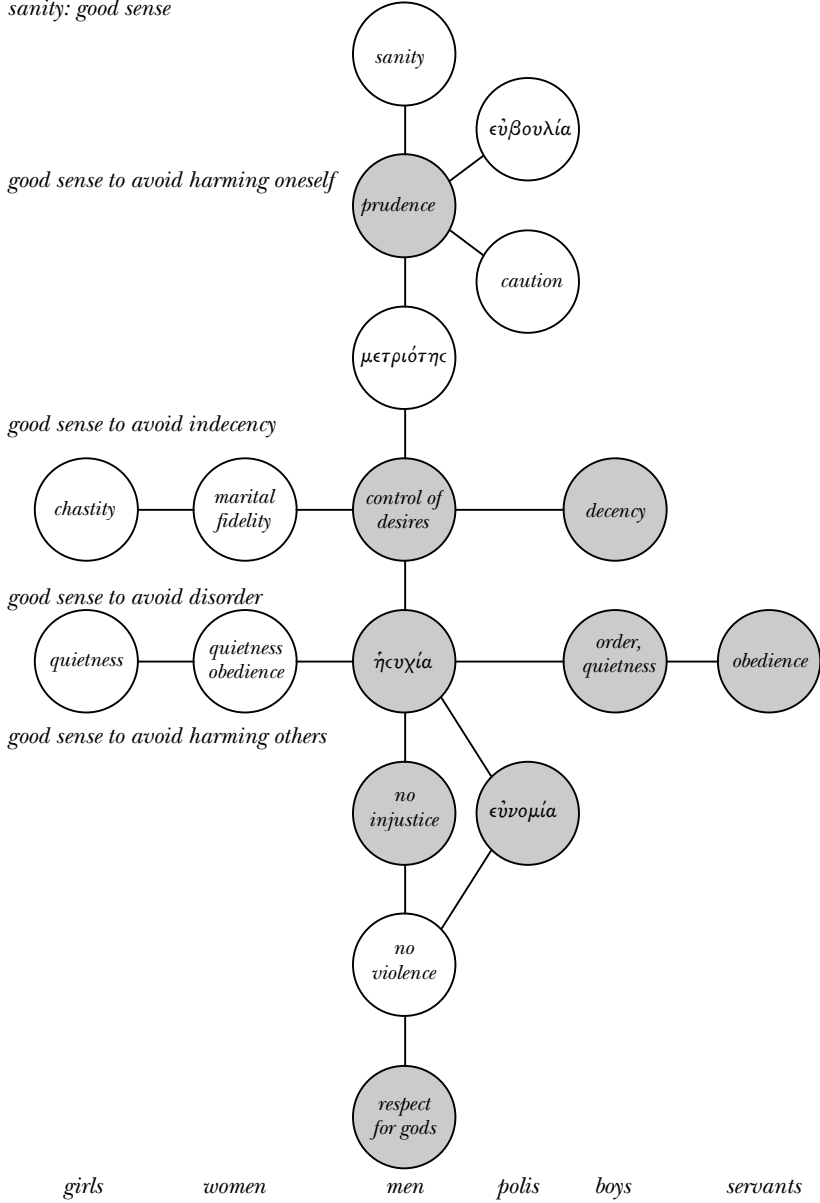 sanity: good sense
sanity
εὐβουλία
good sense to avoid harming oneself
prudence
caution
μετριότηϲ
good sense to avoid indecency
chastity
marital
fidelity
control of
desires
decency
good sense to avoid disorder
quietness
quietness
obedience
ἡϲυχία
order,
quietness
obedience
good sense to avoid harming others
no
injustice
εὐνομία
no
violence
respect
for gods
girls women men polis boys servants